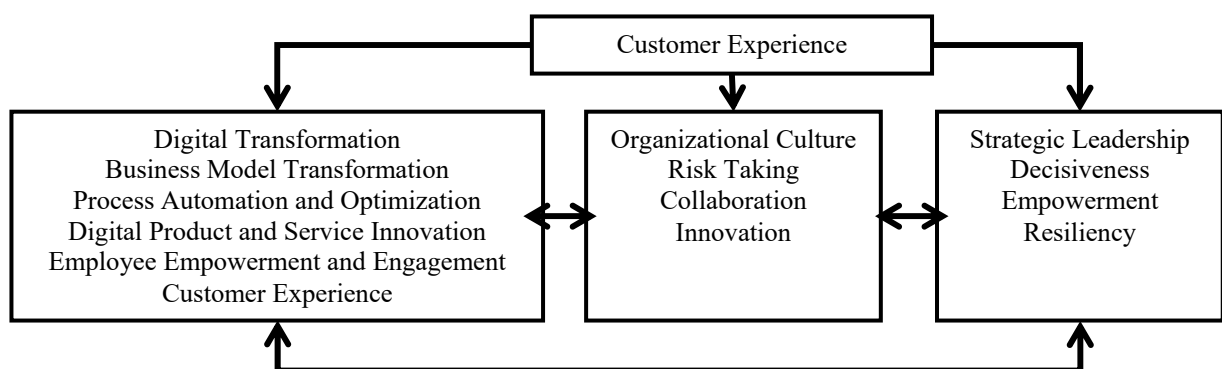 Customer Experience
Digital Transformation
Business Model Transformation
Process Automation and Optimization
Digital Product and Service Innovation
Employee Empowerment and Engagement
Customer Experience
Organizational Culture
Risk Taking
Collaboration
Innovation
Strategic Leadership
Decisiveness
Empowerment
Resiliency